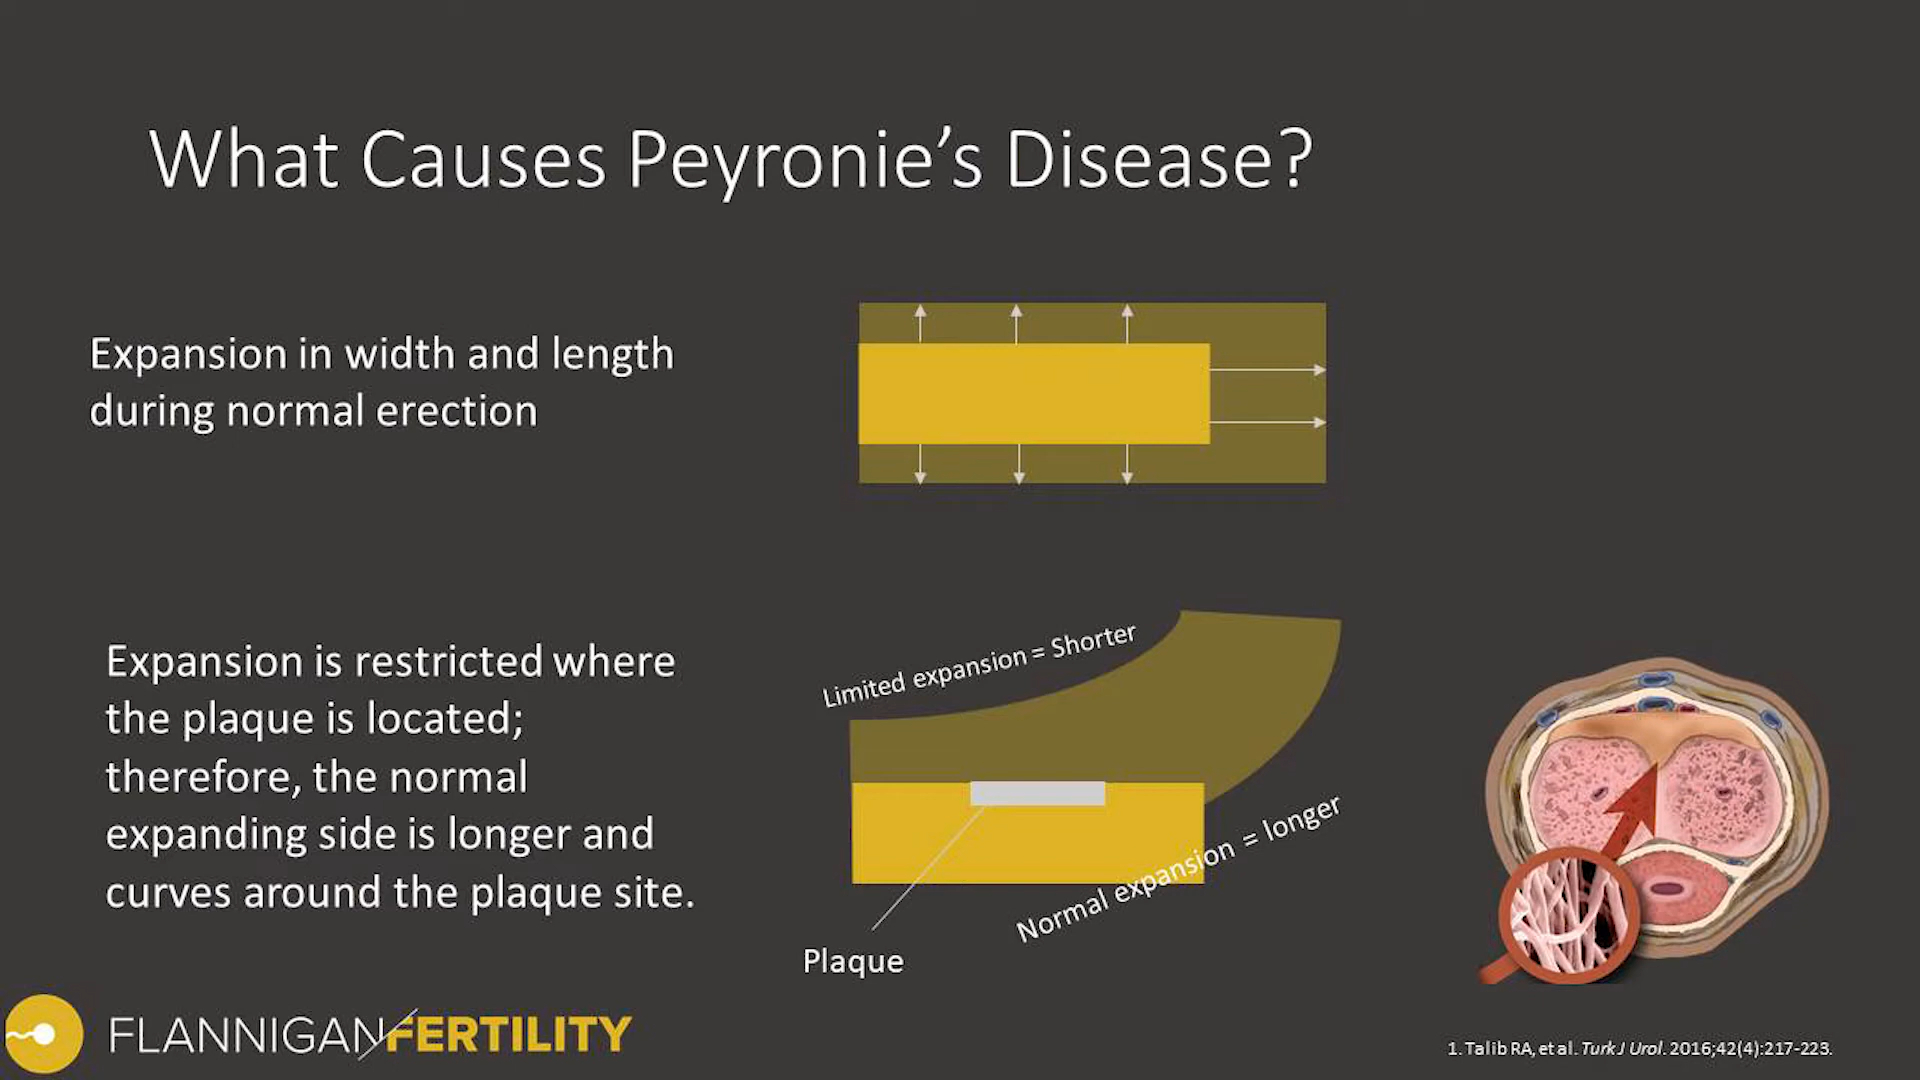 What Causes Peyronie’s Disease?
Expansion in width and length
during normal erection
Expansion is restricted where
the plaque is located;
therefore, the normal
expanding side is longer and
curves around the plaque site.
Limited expansion = Shorter
Normal expansion = longer
Plaque
FLANNIGAN/FERTILITY
1. Talib RA, et al. Turk J Urol. 2016;42(4):217-223.